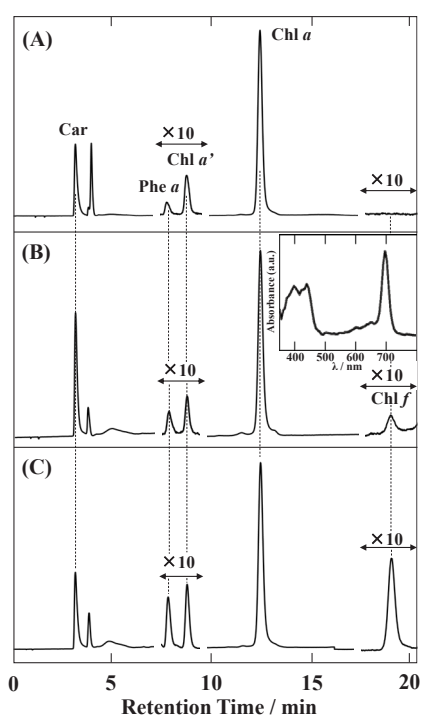 (A)
Chl a
Car
×10
Chl a'
Phe a
×10
(B)
Absorbance (a.u.)
400 500 600 700
λ / nm
×10
×10
Chl f
(C)
×10
×10
0 5 10 15 20
Retention Time / min